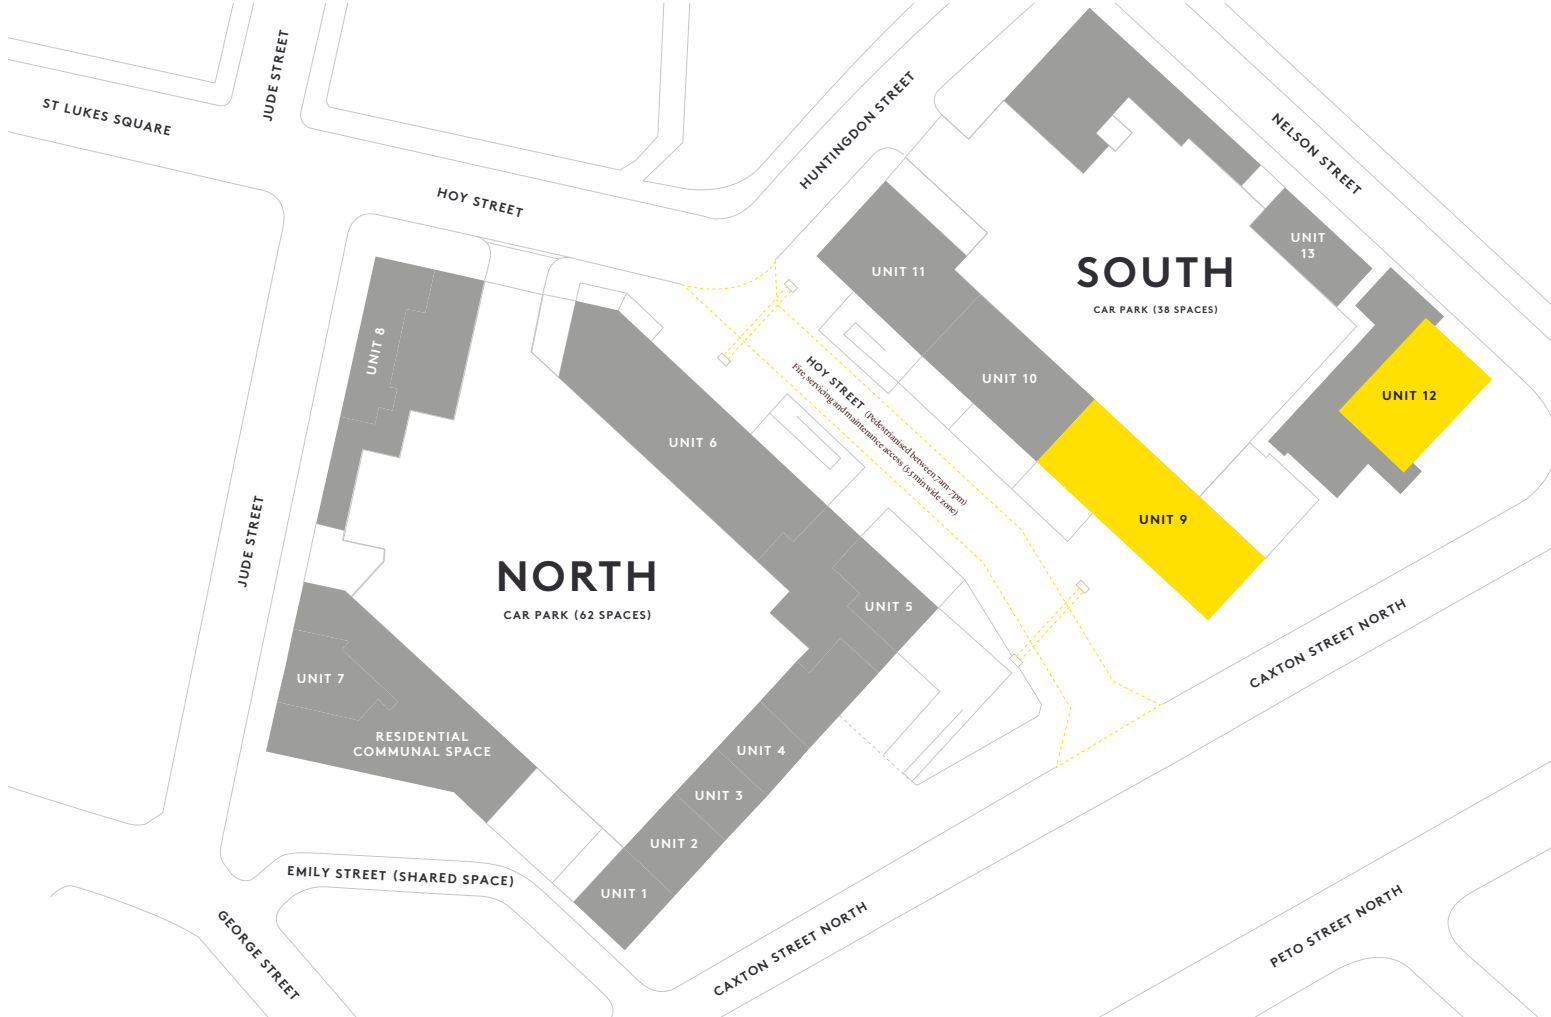 JUDE STREET
ST LUKES SQUARE
HOY STREET
HUNTINGDON STREET
NELSON STREET
UNIT 13
UNIT 11
SOUTH
CAR PARK (38 SPACES)
UNIT 8
UNIT 10
UNIT 12
HOY STREET (Pedestrianised between 7am-7pm)
Fire, servicing and maintenance access (5.5 min wide zone)
UNIT 6
UNIT 9
JUDE STREET
NORTH
CAR PARK (62 SPACES)
UNIT 5
CAXTON STREET NORTH
UNIT 7
RESIDENTIAL
COMMUNAL SPACE
UNIT 4
UNIT 3
UNIT 2
UNIT 1
EMILY STREET (SHARED SPACE)
GEORGE STREET
CAXTON STREET NORTH
PETO STREET NORTH